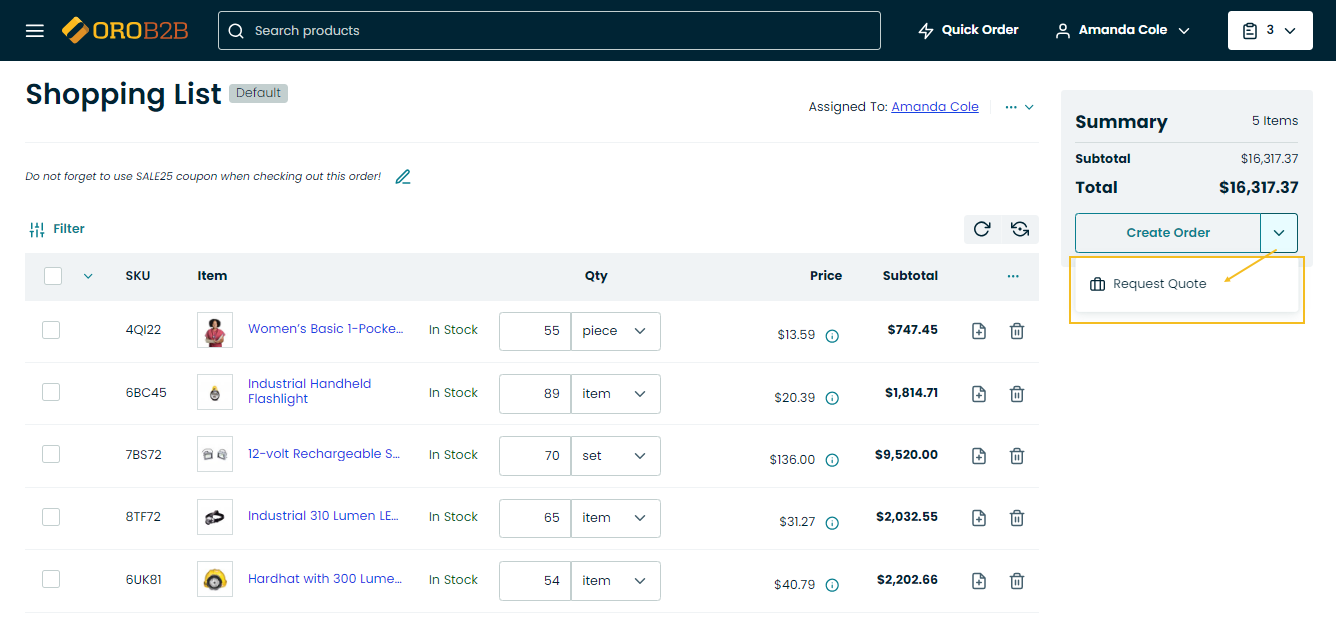 OROB2B
Search products
Quick Order
Amanda Cole
3
Shopping List
Default
Assigned To: Amanda Cole
...
Do not forget to use SALE25 coupon when checking out this order!
Filter
SKU Item Qty Price Subtotal ...
4QI22 Women’s Basic 1-Pocke... In Stock 55 piece $13.59 $747.45
6BC45 Industrial Handheld
Flashlight In Stock 89 item $20.39 $1,814.71
7BS72 12-volt Rechargeable S... In Stock 70 set $136.00 $9,520.00
8TF72 Industrial 310 Lumen LE... In Stock 65 item $31.27 $2,032.55
6UK81 Hardhat with 300 Lume... In Stock 54 item $40.79 $2,202.66
Summary 5 Items
Subtotal $16,317.37
Total $16,317.37
Create Order
Request Quote